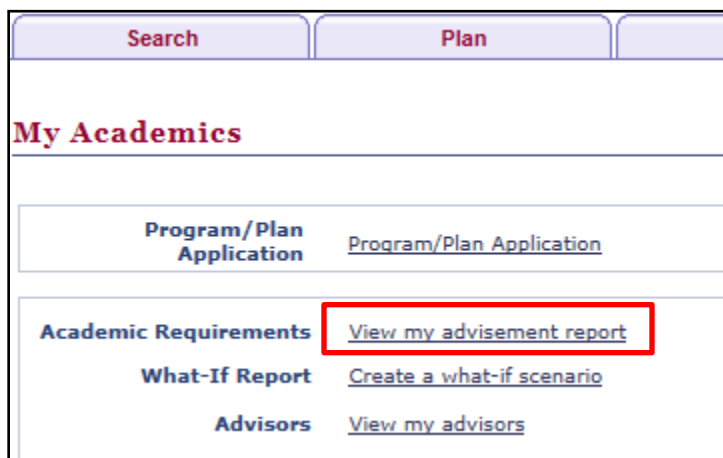 Search Plan
My Academics
Program/Plan
Application
Program/Plan Application
Academic Requirements View my advisement report
What-If Report Create a what-if scenario
Advisors View my advisors